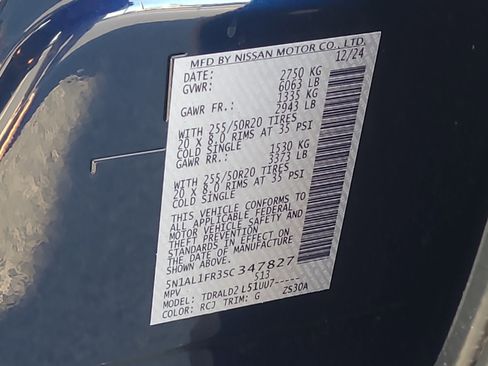 MFD BY NISSAN MOTOR CO., LTD.
DATE: 12/24
GVWR: 2750 KG
6063 LB
GAWR FR.: 1335 KG
2943 LB
WITH 255/50R20 TIRES
20 X 8.0 RIMS AT 35 PSI
COLD SINGLE
GAWR RR.: 1530 KG
3373 LB
WITH 255/50R20 TIRES
20 X 8.0 RIMS AT 35 PSI
COLD SINGLE
THIS VEHICLE CONFORMS TO
ALL APPLICABLE FEDERAL
MOTOR VEHICLE SAFETY AND
THEFT PREVENTION
STANDARDS IN EFFECT ON
THE DATE OF MANUFACTURE
SHOWN ABOVE.
5N1AL1FR3SC347827
MPV 513
MODEL: TDRALD2L51UU7-----
COLOR: RCJ TRIM: G ZS30A